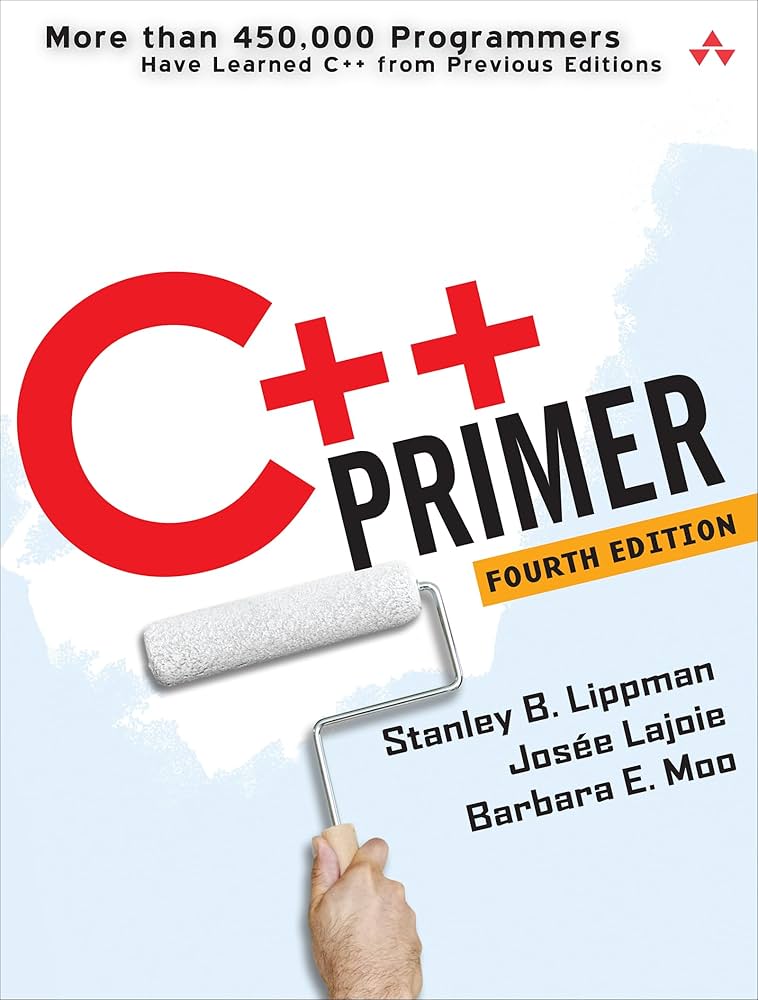 More than 450,000 Programmers
Have Learned C++ from Previous Editions
C++
PRIMER
FOURTH EDITION
Stanley B. Lippman
Josée Lajoie
Barbara E. Moo